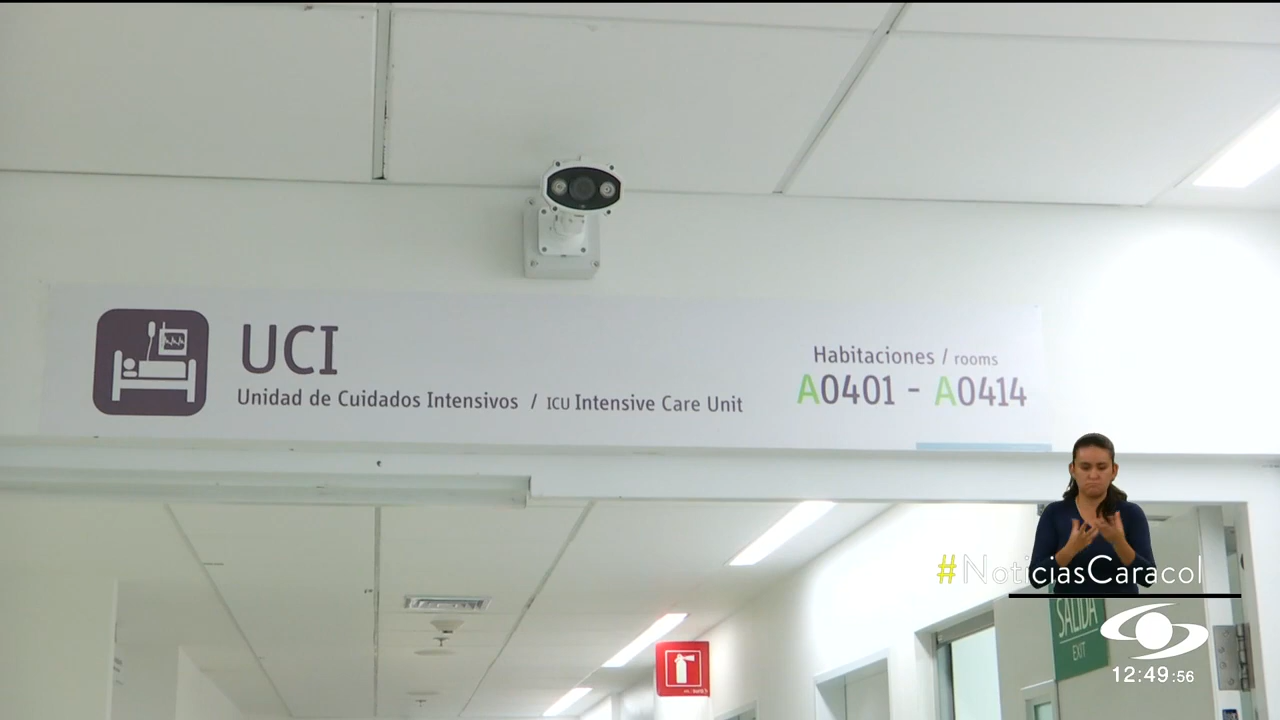 UCI
Unidad de Cuidados Intensivos / ICU Intensive Care Unit
Habitaciones / rooms
A0401 - A0414
#NoticiasCaracol
SALIDA
EXIT
12:49:56